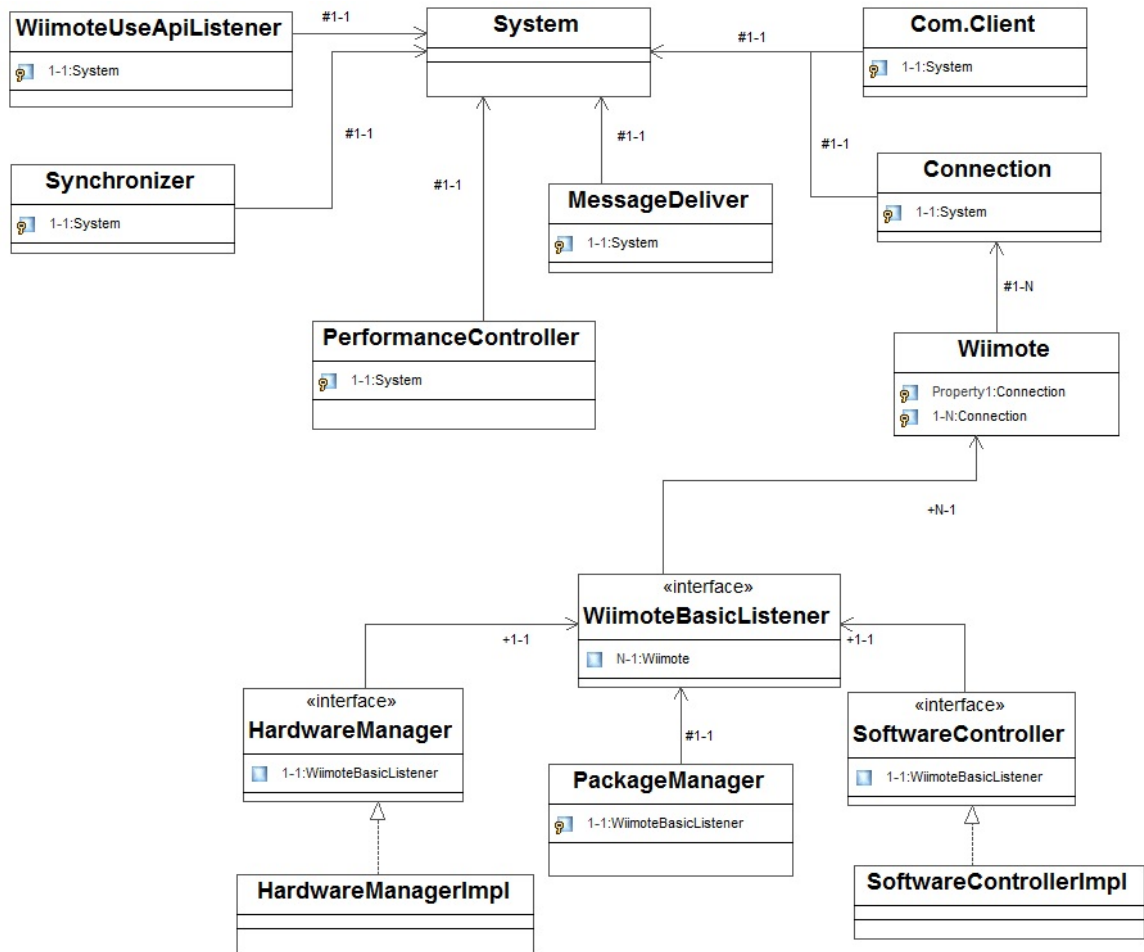 WiimoteUseApiListener
1-1:System
#1-1
System
#1-1
Com.Client
1-1:System
Synchronizer
1-1:System
#1-1
#1-1
#1-1
MessageDeliver
1-1:System
#1-1
Connection
1-1:System
#1-N
PerformanceController
1-1:System
Wiimote
Property1:Connection
1-N:Connection
+N-1
«interface»
WiimoteBasicListener
N-1:Wiimote
+1-1
+1-1
«interface»
HardwareManager
1-1:WiimoteBasicListener
#1-1
«interface»
SoftwareController
1-1:WiimoteBasicListener
PackageManager
1-1:WiimoteBasicListener
HardwareManagerImpl
SoftwareControllerImpl